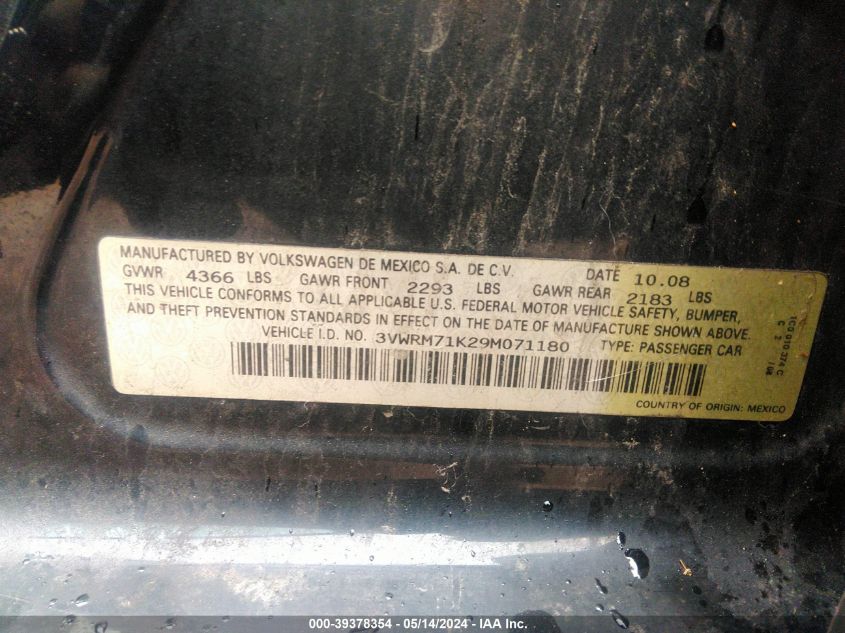 MANUFACTURED BY VOLKSWAGEN DE MEXICO S.A. DE C.V. DATE 10.08
GVWR 4366 LBS GAWR FRONT 2293 LBS GAWR REAR 2183 LBS
THIS VEHICLE CONFORMS TO ALL APPLICABLE U.S. FEDERAL MOTOR VEHICLE SAFETY, BUMPER,
AND THEFT PREVENTION STANDARDS IN EFFECT ON THE DATE OF MANUFACTURE SHOWN ABOVE.
VEHICLE I.D. NO. 3VWRM71K29M071180 TYPE: PASSENGER CAR
COUNTRY OF ORIGIN: MEXICO
1C0 010 374 C
000-39378354 - 05/14/2024 - IAA Inc.